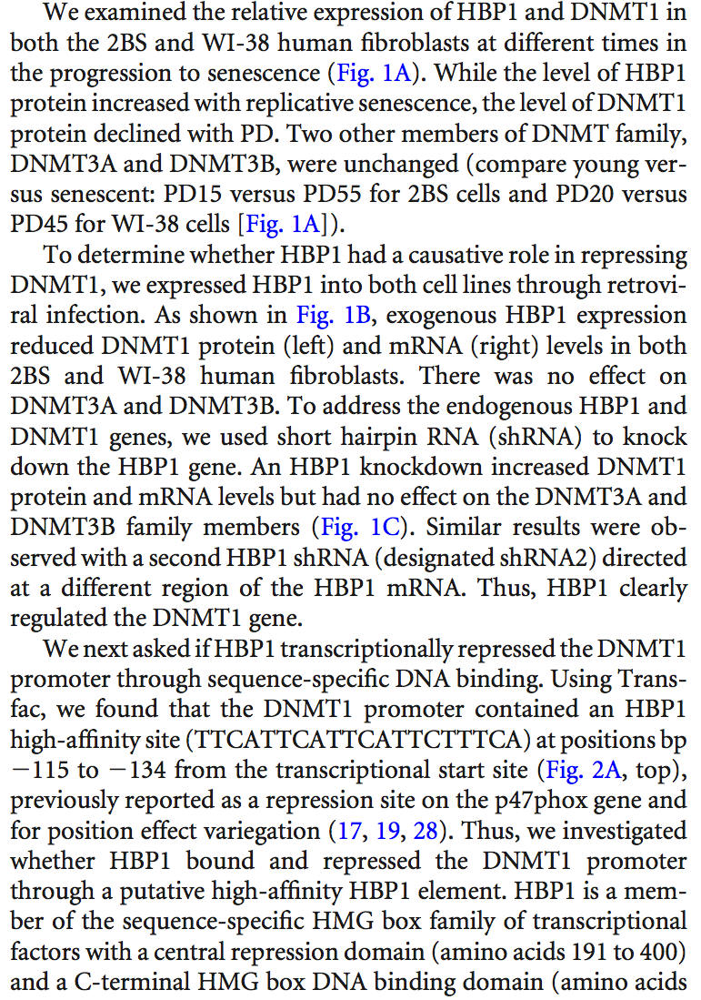 We examined the relative expression of HBP1 and DNMT1 in
both the 2BS and WI-38 human fibroblasts at different times in
the progression to senescence (Fig. 1A). While the level of HBP1
protein increased with replicative senescence, the level of DNMT1
protein declined with PD. Two other members of DNMT family,
DNMT3A and DNMT3B, were unchanged (compare young ver-
sus senescent: PD15 versus PD55 for 2BS cells and PD20 versus
PD45 for WI-38 cells [Fig. 1A]).
To determine whether HBP1 had a causative role in repressing
DNMT1, we expressed HBP1 into both cell lines through retrovi-
ral infection. As shown in Fig. 1B, exogenous HBP1 expression
reduced DNMT1 protein (left) and mRNA (right) levels in both
2BS and WI-38 human fibroblasts. There was no effect on
DNMT3A and DNMT3B. To address the endogenous HBP1 and
DNMT1 genes, we used short hairpin RNA (shRNA) to knock
down the HBP1 gene. An HBP1 knockdown increased DNMT1
protein and mRNA levels but had no effect on the DNMT3A and
DNMT3B family members (Fig. 1C). Similar results were ob-
served with a second HBP1 shRNA (designated shRNA2) directed
at a different region of the HBP1 mRNA. Thus, HBP1 clearly
regulated the DNMT1 gene.
We next asked if HBP1 transcriptionally repressed the DNMT1
promoter through sequence-specific DNA binding. Using Trans-
fac, we found that the DNMT1 promoter contained an HBP1
high-affinity site (TTCATTCATTCATTCTTTCA) at positions bp
−115 to −134 from the transcriptional start site (Fig. 2A, top),
previously reported as a repression site on the p47phox gene and
for position effect variegation (17, 19, 28). Thus, we investigated
whether HBP1 bound and repressed the DNMT1 promoter
through a putative high-affinity HBP1 element. HBP1 is a mem-
ber of the sequence-specific HMG box family of transcriptional
factors with a central repression domain (amino acids 191 to 400)
and a C-terminal HMG box DNA binding domain (amino acids